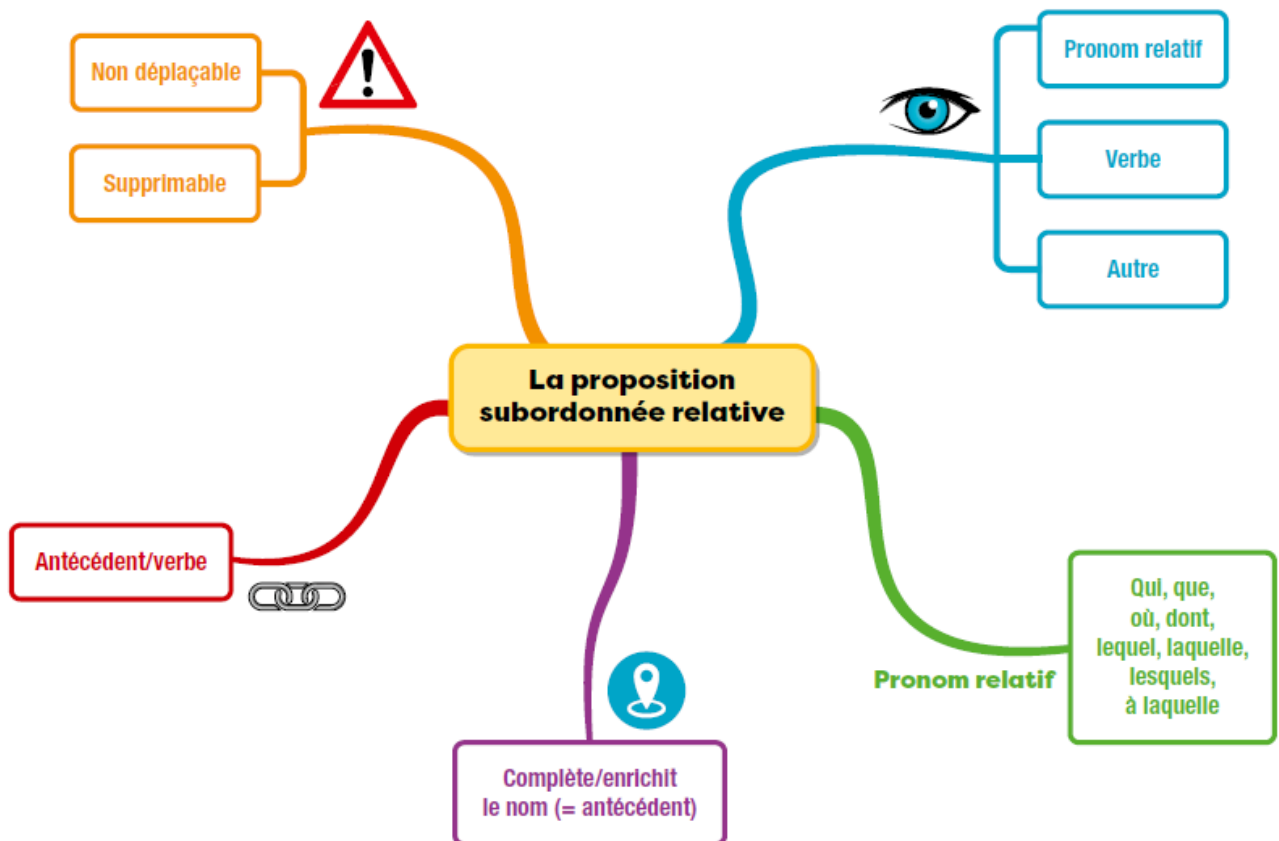 Non déplaçable
Supprimable
Pronom relatif
Verbe
Autre
La proposition
subordonnée relative
Antécédent/verbe
Complète/enrichit
le nom (= antécédent)
Pronom relatif
Qui, que,
où, dont,
lequel, laquelle,
lesquels,
à laquelle